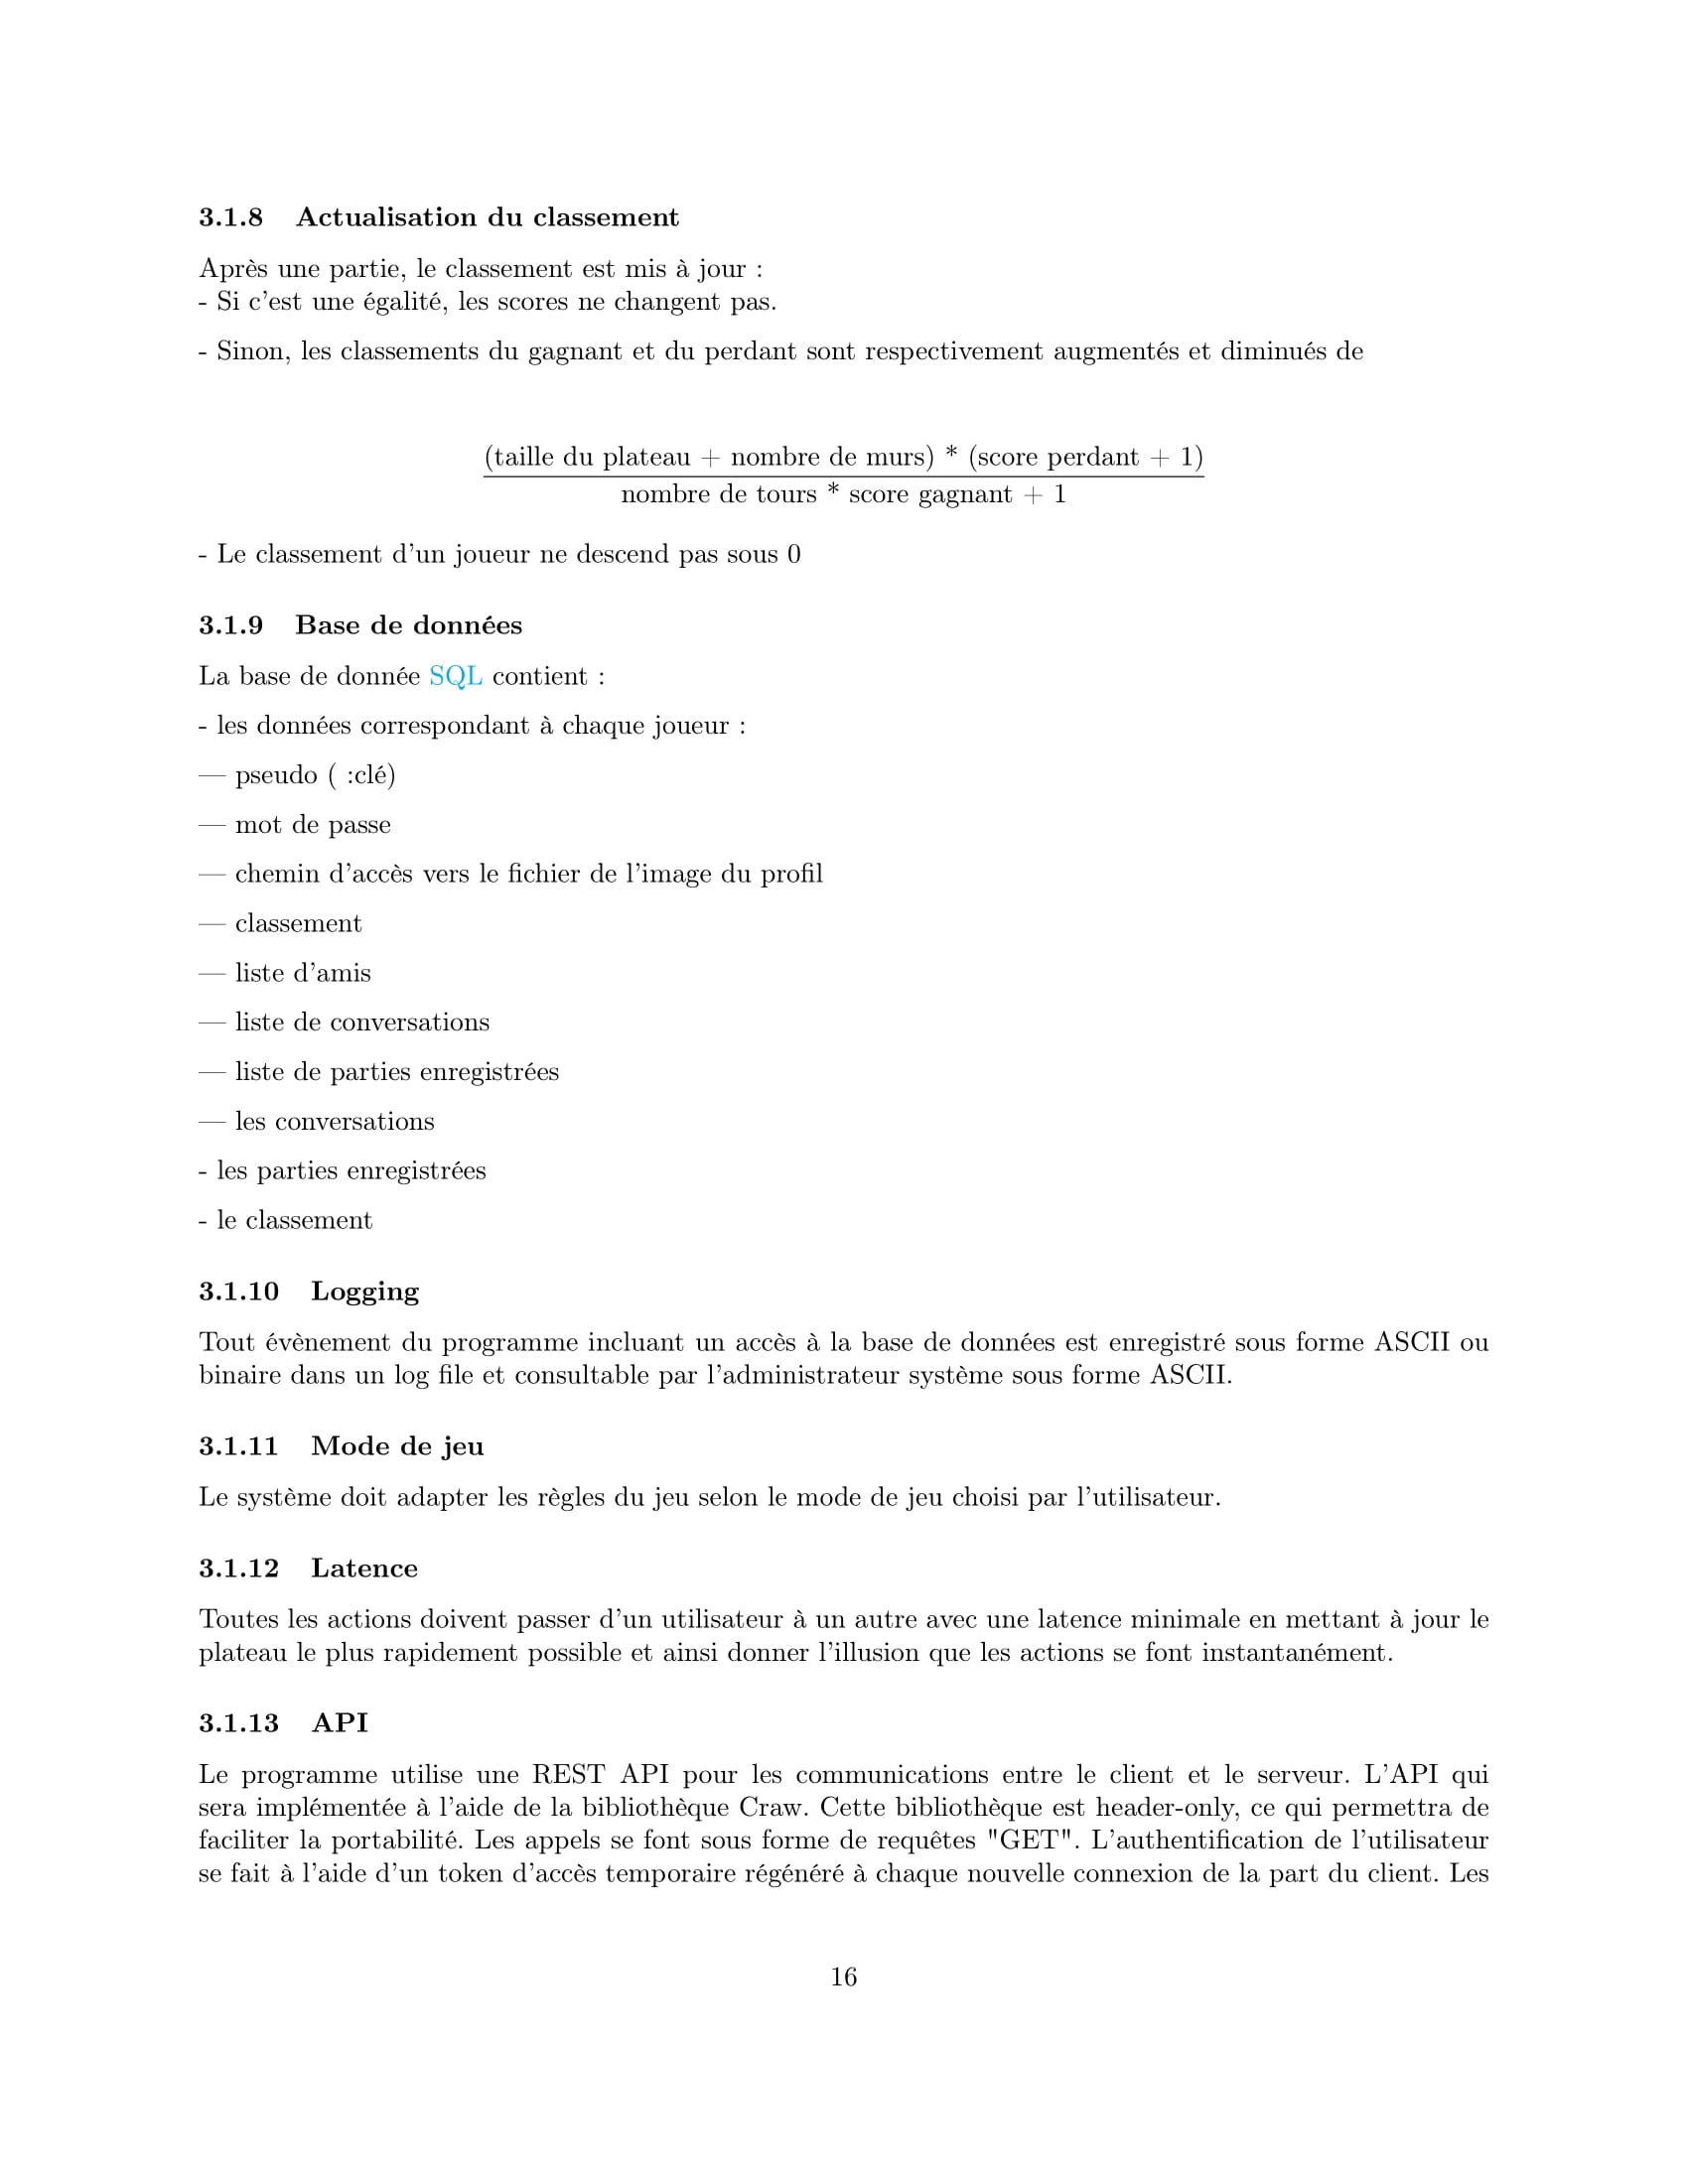 3.1.8 Actualisation du classement
Après une partie, le classement est mis à jour :
- Si c'est une égalité, les scores ne changent pas.
- Sinon, les classements du gagnant et du perdant sont respectivement augmentés et diminués de
(taille du plateau + nombre de murs) * (score perdant + 1)
nombre de tours * score gagnant + 1
- Le classement d'un joueur ne descend pas sous 0
3.1.9 Base de données
La base de donnée SQL contient :
- les données correspondant à chaque joueur :
— pseudo ( :clé)
— mot de passe
— chemin d'accès vers le fichier de l'image du profil
— classement
— liste d'amis
— liste de conversations
— liste de parties enregistrées
— les conversations
- les parties enregistrées
- le classement
3.1.10 Logging
Tout évènement du programme incluant un accès à la base de données est enregistré sous forme ASCII ou
binaire dans un log file et consultable par l'administrateur système sous forme ASCII.
3.1.11 Mode de jeu
Le système doit adapter les règles du jeu selon le mode de jeu choisi par l'utilisateur.
3.1.12 Latence
Toutes les actions doivent passer d'un utilisateur à un autre avec une latence minimale en mettant à jour le
plateau le plus rapidement possible et ainsi donner l'illusion que les actions se font instantanément.
3.1.13 API
Le programme utilise une REST API pour les communications entre le client et le serveur. L'API qui
sera implémentée à l'aide de la bibliothèque Craw. Cette bibliothèque est header-only, ce qui permettra de
faciliter la portabilité. Les appels se font sous forme de requêtes "GET". L'authentification de l'utilisateur
se fait à l'aide d'un token d'accès temporaire régénéré à chaque nouvelle connexion de la part du client. Les
16